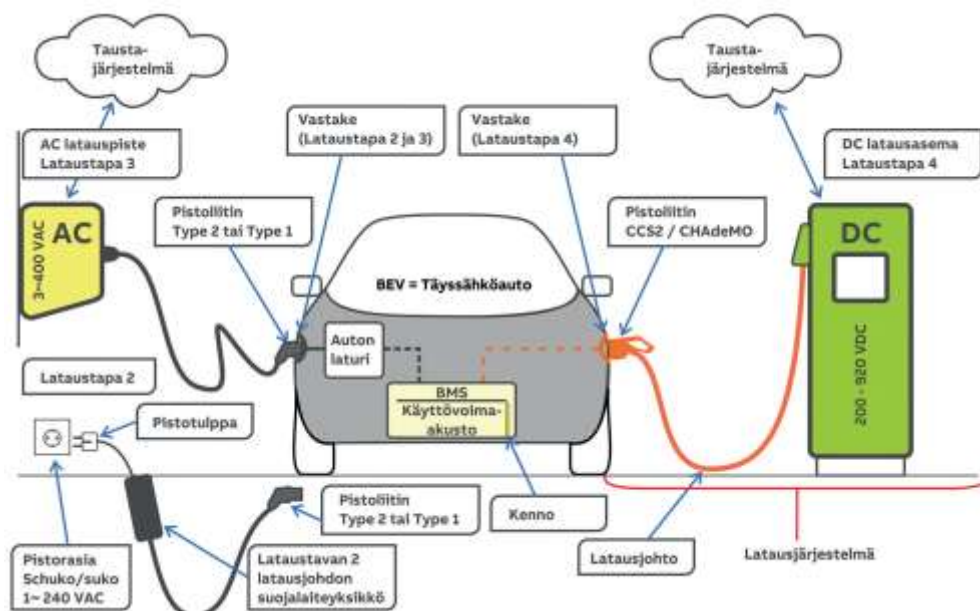 Tausta-
järjestelmä
Tausta-
järjestelmä
AC latauspiste
Lataustapa 3
Vastake
(Lataustapa 2 ja 3)
Vastake
(Lataustapa 4)
DC latausasema
Lataustapa 4
AC
3~400 VAC
Pistoliitin
Type 2 tai Type 1
Pistoliitin
CCS2 / CHAdeMO
DC
200 - 920 VDC
BEV = Täyssähköauto
Auton
laturi
BMS
Käyttövoima-
akusto
Lataustapa 2
Pistotulppa
Pistoliitin
Type 2 tai Type 1
Kenno
Latausjohto
Latausjärjestelmä
Pistorasia
Schuko/suko
1~ 240 VAC
Lataustavan 2
latausjohdon
suojalaiteyksikkö